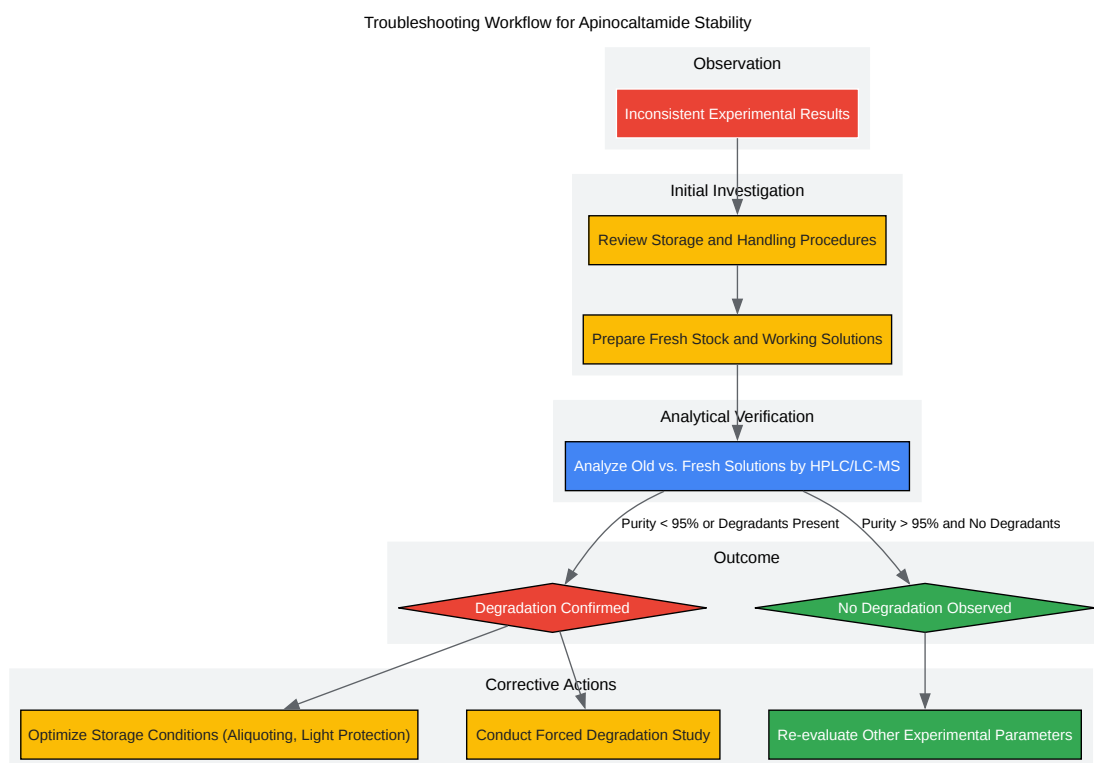 Troubleshooting Workflow for Apinocaltamide Stability
Observation
Inconsistent Experimental Results
Initial Investigation
Review Storage and Handling Procedures
Prepare Fresh Stock and Working Solutions
Analytical Verification
Analyze Old vs. Fresh Solutions by HPLC/LC-MS
Purity < 95% or Degradants Present
Purity > 95% and No Degradants
Outcome
Degradation Confirmed
No Degradation Observed
Corrective Actions
Optimize Storage Conditions (Aliquoting, Light Protection)
Conduct Forced Degradation Study
Re-evaluate Other Experimental Parameters